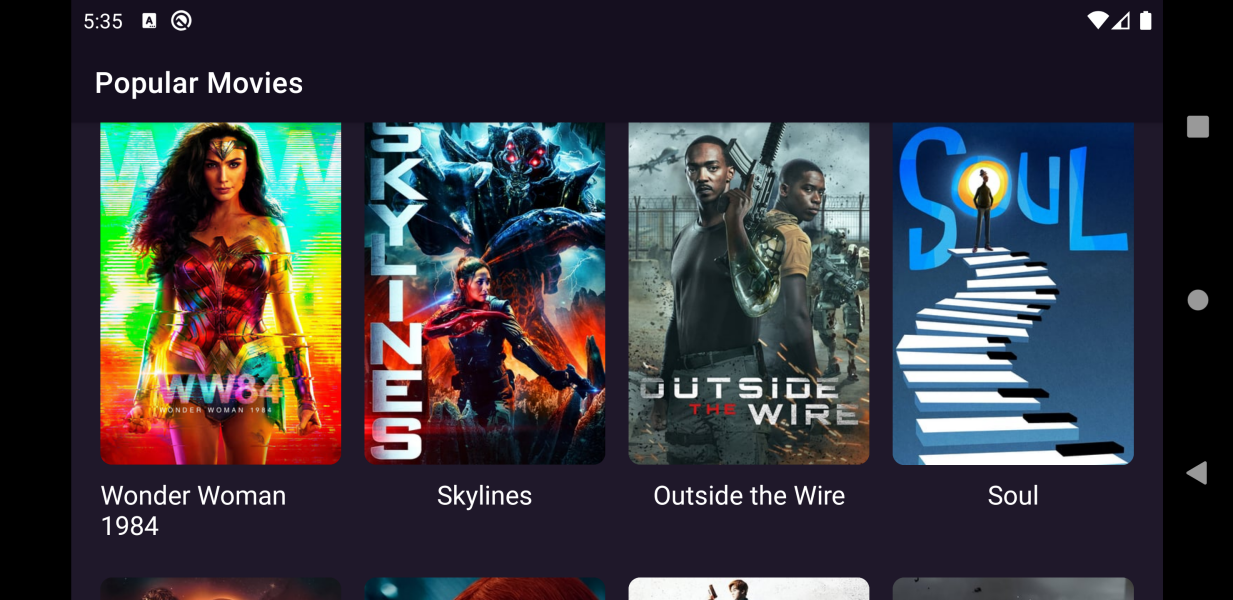 5:35
Popular Movies
WW
WW84
WONDER WOMAN 1984
SKYLINES
OUTSIDE
THE WIRE
SOUL
Wonder Woman
1984
Skylines
Outside the Wire
Soul